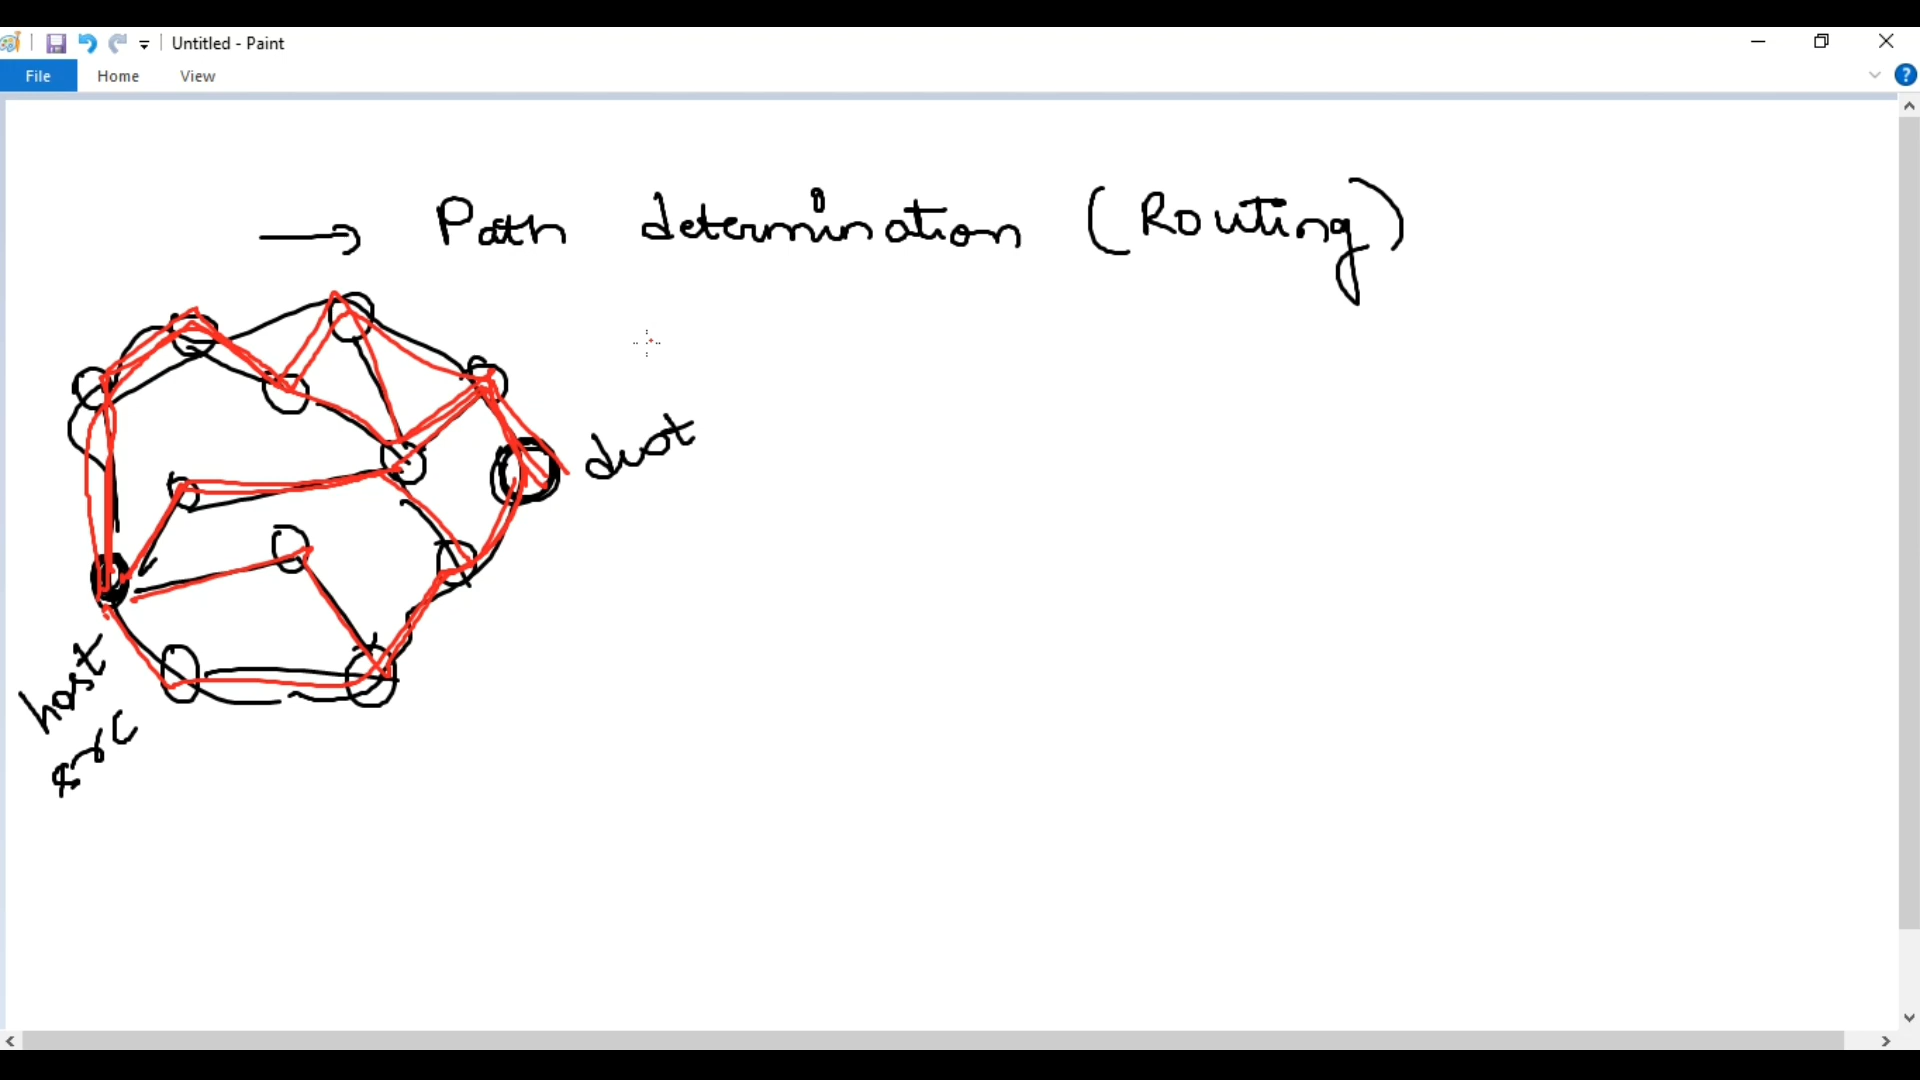 Untitled - Paint
File Home View
→ Path determination (Routing)
dest
host
src